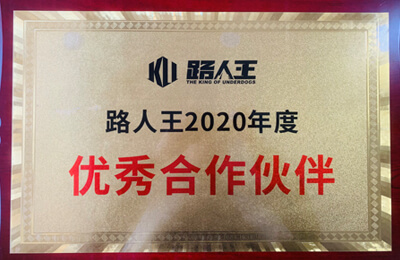 KU 路人王
THE KING OF UNDERDOGS
路人王2020年度
优秀合作伙伴